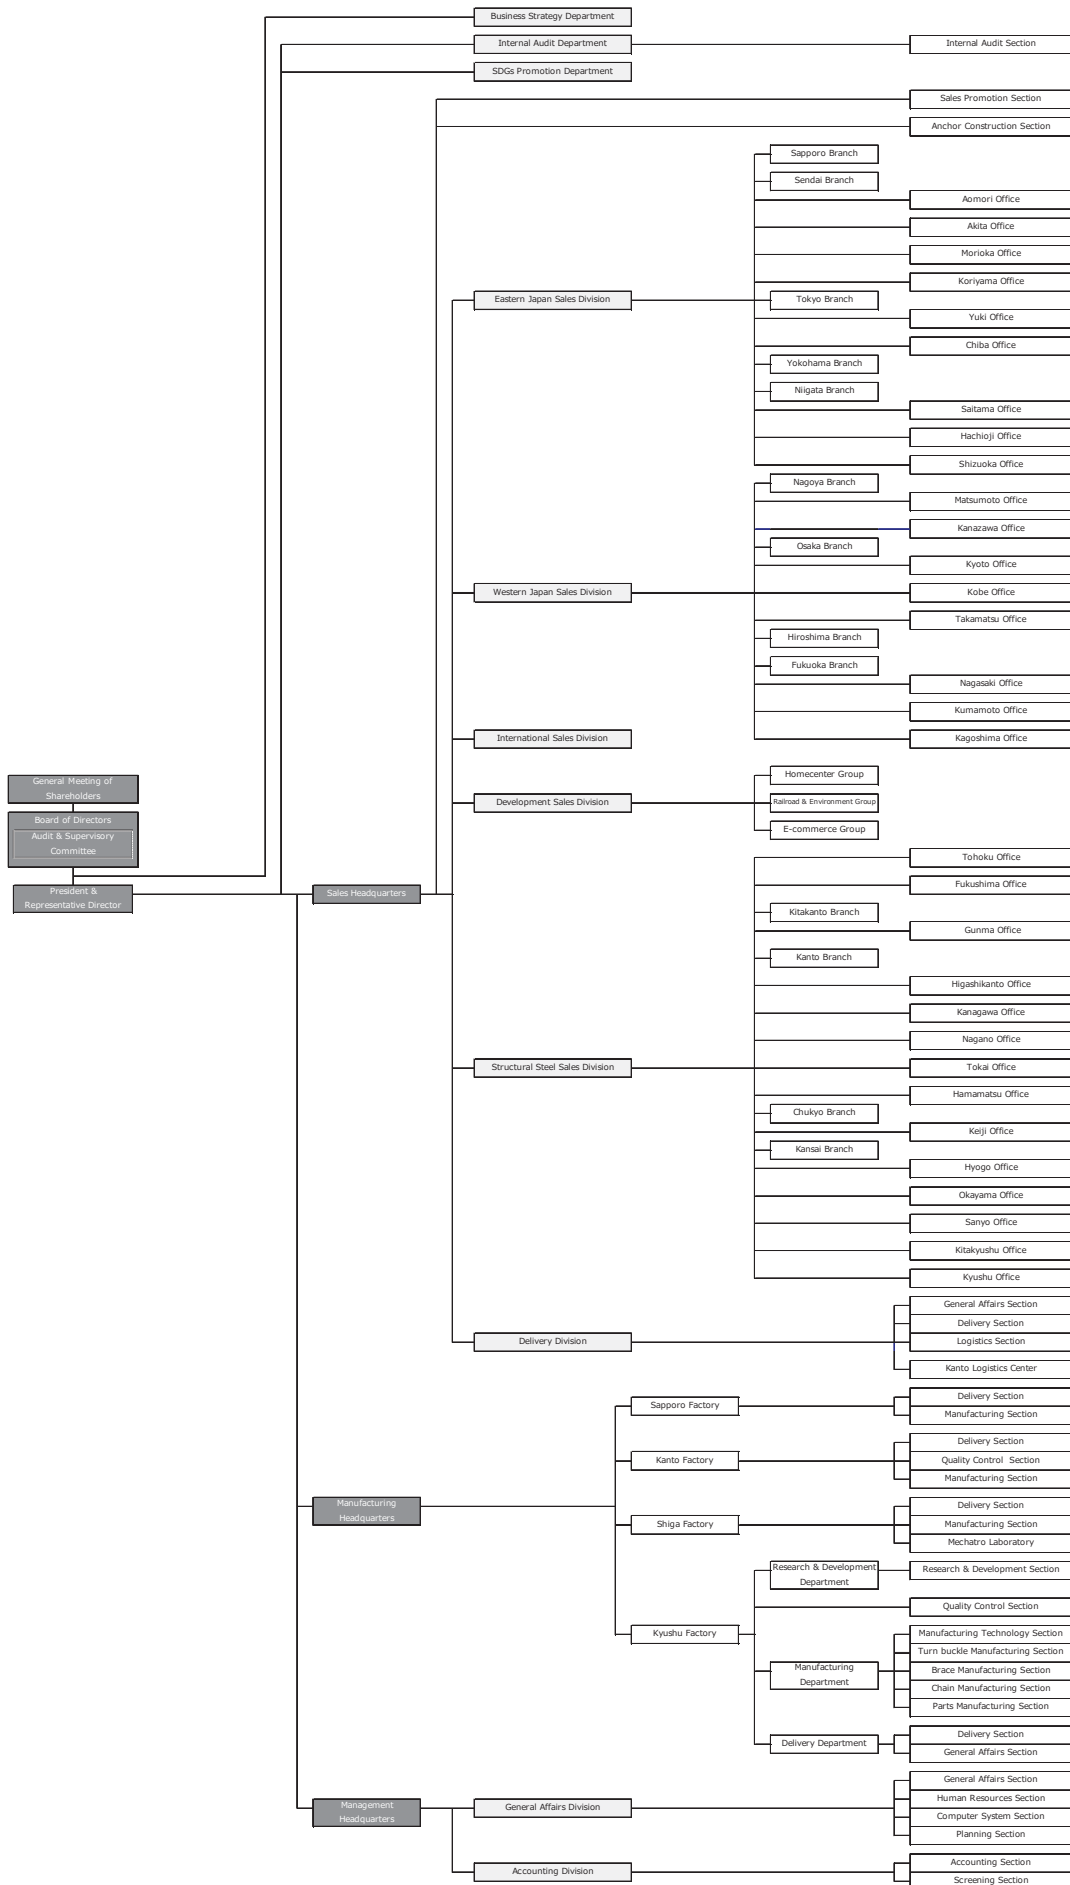 Business Strategy Department
Internal Audit Department
Internal Audit Section
SDGs Promotion Department
Sales Promotion Section
Anchor Construction Section
Sapporo Branch
Sendai Branch
Aomori Office
Akita Office
Morioka Office
Koriyama Office
Eastern Japan Sales Division
Tokyo Branch
Yuki Office
Chiba Office
Yokohama Branch
Niigata Branch
Saitama Office
Hachioji Office
Shizuoka Office
Nagoya Branch
Matsumoto Office
Kanazawa Office
Osaka Branch
Kyoto Office
Western Japan Sales Division
Kobe Office
Takamatsu Office
Hiroshima Branch
Fukuoka Branch
Nagasaki Office
Kumamoto Office
International Sales Division
Kagoshima Office
General Meeting of
Shareholders
Board of Directors
Audit & Supervisory
Committee
President &
Representative Director
Sales Headquarters
Homecenter Group
Development Sales Division
Railroad & Environment Group
E-commerce Group
Tohoku Office
Fukushima Office
Kitakanto Branch
Gunma Office
Kanto Branch
Higashikanto Office
Kanagawa Office
Nagano Office
Structural Steel Sales Division
Tokai Office
Hamamatsu Office
Chukyo Branch
Keiji Office
Kansai Branch
Hyogo Office
Okayama Office
Sanyo Office
Kitakyushu Office
Kyushu Office
General Affairs Section
Delivery Section
Delivery Division
Logistics Section
Kanto Logistics Center
Manufacturing
Headquarters
Sapporo Factory
Delivery Section
Manufacturing Section
Kanto Factory
Delivery Section
Quality Control Section
Manufacturing Section
Shiga Factory
Delivery Section
Manufacturing Section
Mechatro Laboratory
Kyushu Factory
Research & Development
Department
Research & Development Section
Quality Control Section
Manufacturing
Department
Manufacturing Technology Section
Turn buckle Manufacturing Section
Brace Manufacturing Section
Chain Manufacturing Section
Parts Manufacturing Section
Delivery Department
Delivery Section
General Affairs Section
Management
Headquarters
General Affairs Division
General Affairs Section
Human Resources Section
Computer System Section
Planning Section
Accounting Division
Accounting Section
Screening Section